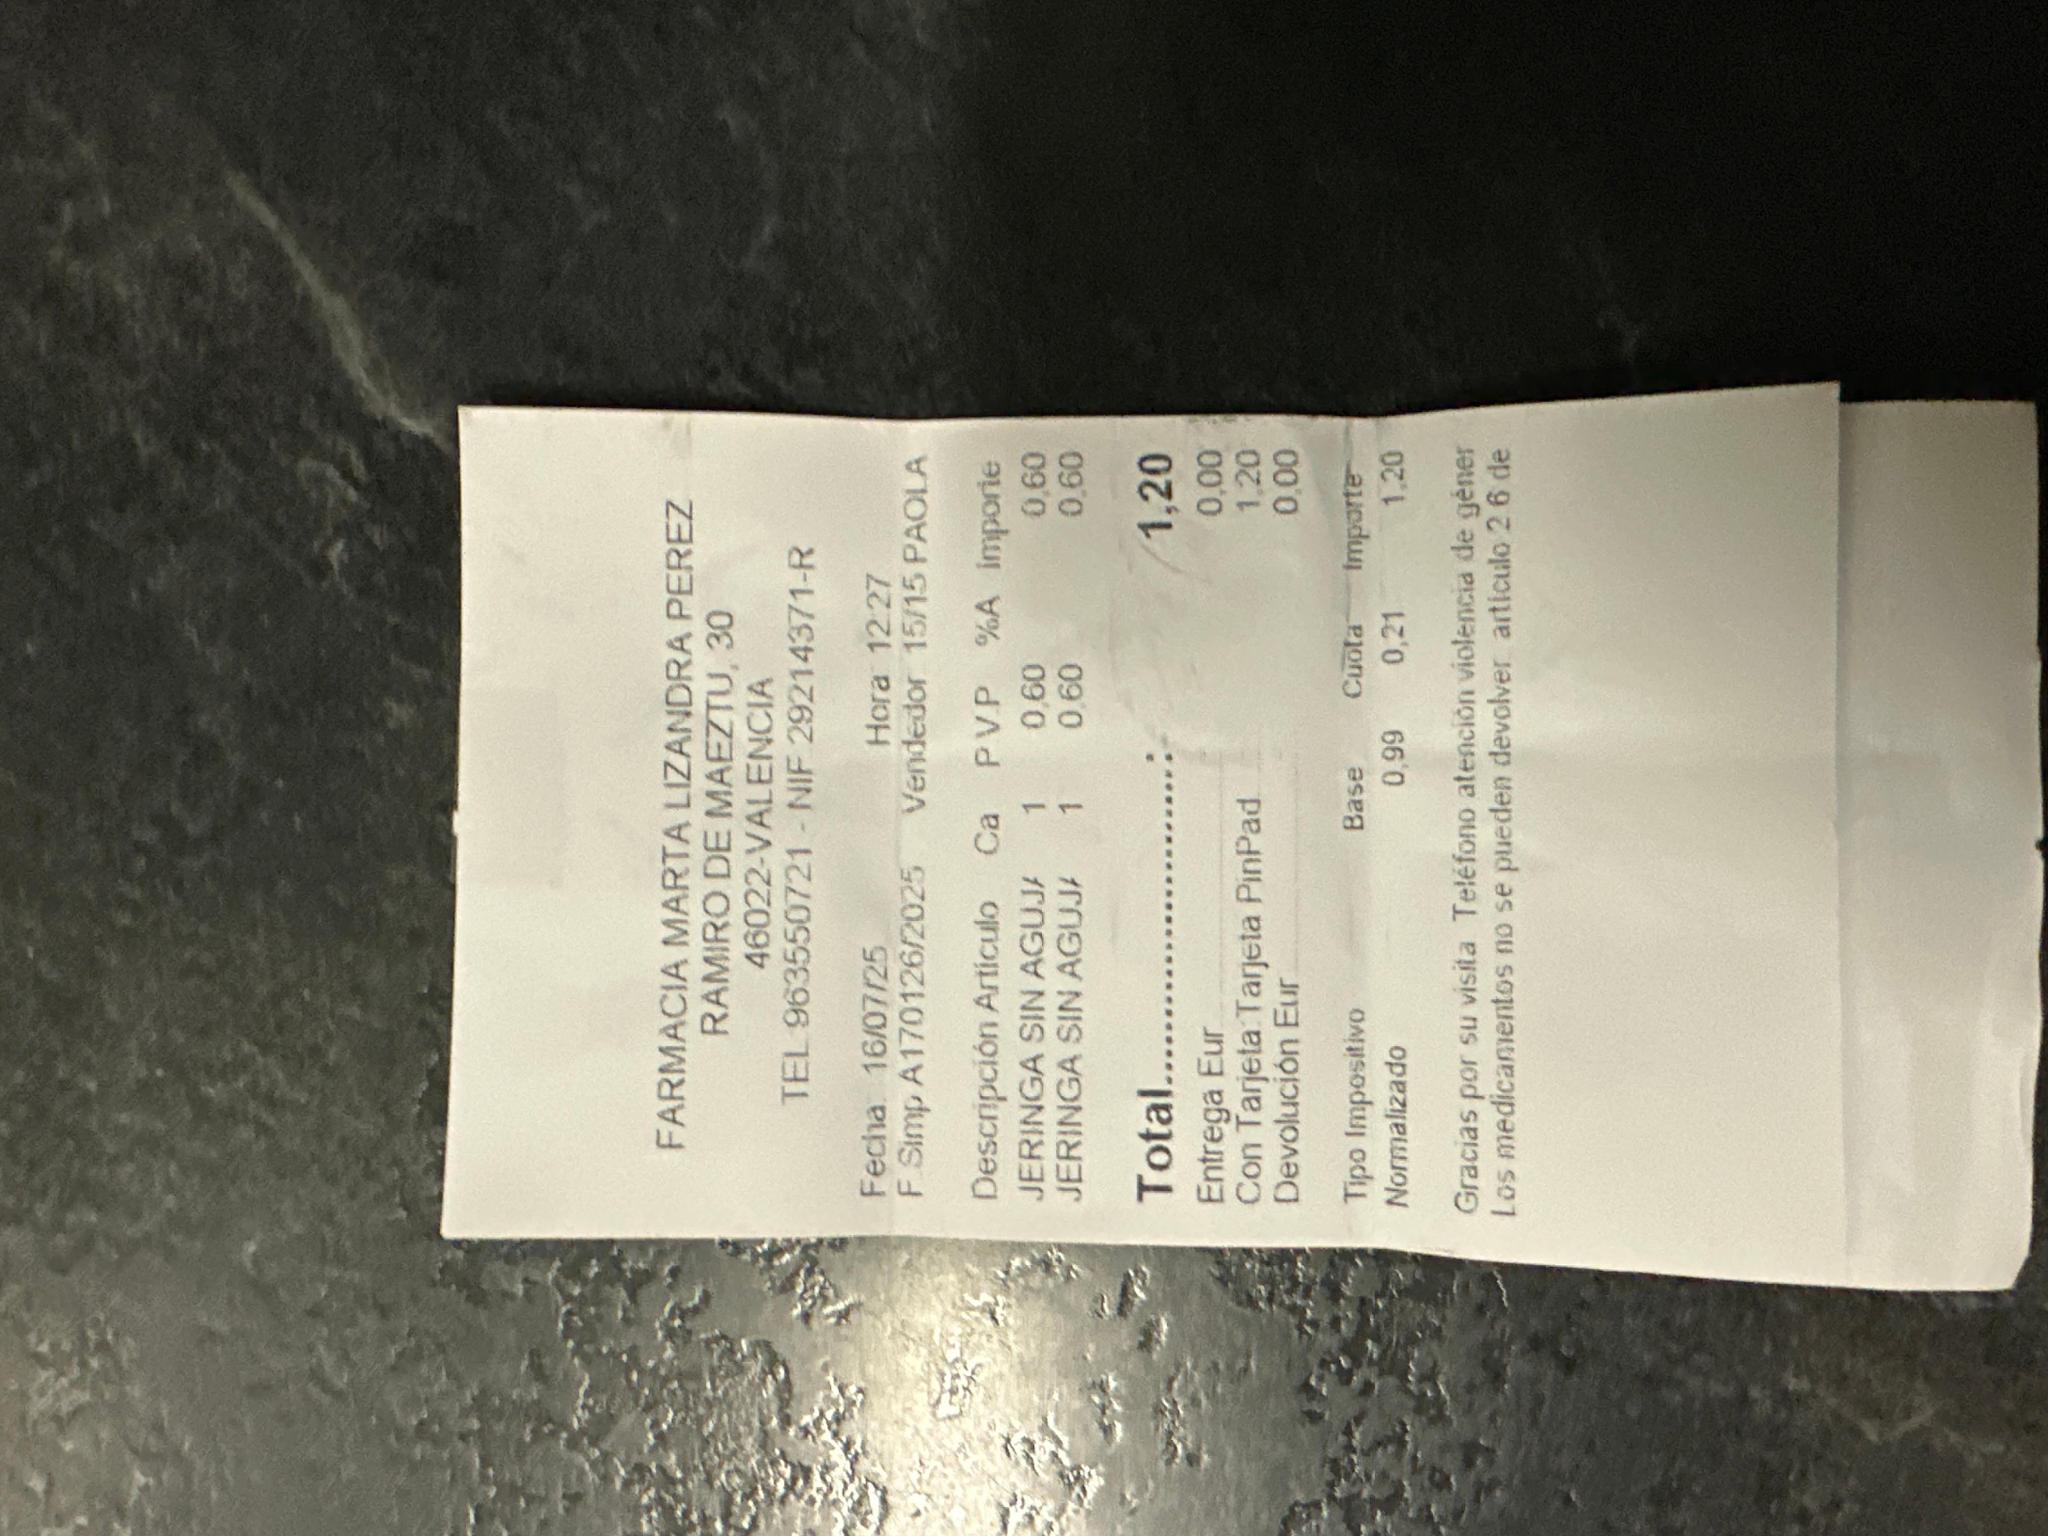 FARMACIA MARTA LIZANDRA PEREZ
RAMIRO DE MAEZTU, 30
46022-VALENCIA
TEL.963550721 - NIF 29214371-R
Fecha. 16/07/25 Hora 12:27
F.Simp A170126/2025 Vendedor 15/15 PAOLA
Descripción Artículo Ca P.V.P %A Importe
JERINGA SIN AGUJA 1 0,60 0,60
JERINGA SIN AGUJA 1 0,60 0,60
Total................................. 1,20
Entrega Eur 0,00
Con Tarjeta Tarjeta PinPad 1,20
Devolución Eur 0,00
Tipo Impositivo Base Cuota Importe
Normalizado 0,99 0,21 1,20
Gracias por su visita Teléfono atención violencia de géner
Los medicamentos no se pueden devolver. artículo 2 6 de